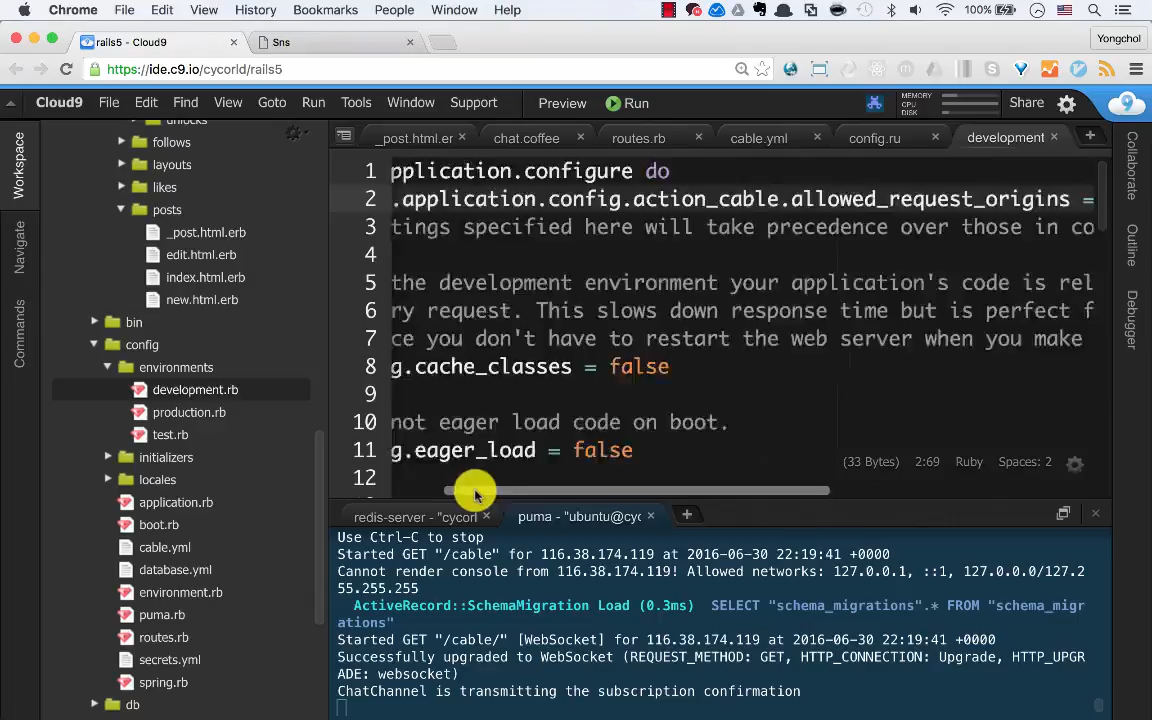 Chrome File Edit View History Bookmarks People Window Help 100%
rails5 - Cloud9 × Sns × Yongchol
https://ide.c9.io/cycorld/rails5
Cloud9 File Edit Find View Goto Run Tools Window Support Preview Run MEMORY CPU DISK Share
Workspace
Navigate
Commands
unlocks
follows
layouts
likes
posts
_post.html.erb
edit.html.erb
index.html.erb
new.html.erb
bin
config
environments
development.rb
production.rb
test.rb
initializers
locales
application.rb
boot.rb
cable.yml
database.yml
environment.rb
puma.rb
routes.rb
secrets.yml
spring.rb
db
_post.html.er × chat.coffee × routes.rb × cable.yml × config.ru × development ×
1 pplication.configure do
2 .application.config.action_cable.allowed_request_origins =
3 tings specified here will take precedence over those in co
4
5 the development environment your application's code is rel
6 ry request. This slows down response time but is perfect f
7 ce you don't have to restart the web server when you make
8 g.cache_classes = false
9
10 not eager load code on boot.
11 g.eager_load = false
12
(33 Bytes) 2:69 Ruby Spaces: 2
redis-server - "cycorl × puma - "ubuntu@cyc ×
Use Ctrl-C to stop
Started GET "/cable" for 116.38.174.119 at 2016-06-30 22:19:41 +0000
Cannot render console from 116.38.174.119! Allowed networks: 127.0.0.1, ::1, 127.0.0.0/127.2
55.255.255
ActiveRecord::SchemaMigration Load (0.3ms) SELECT "schema_migrations".* FROM "schema_migr
ations"
Started GET "/cable/" [WebSocket] for 116.38.174.119 at 2016-06-30 22:19:41 +0000
Successfully upgraded to WebSocket (REQUEST_METHOD: GET, HTTP_CONNECTION: Upgrade, HTTP_UPGR
ADE: websocket)
ChatChannel is transmitting the subscription confirmation
Collaborate
Outline
Debugger